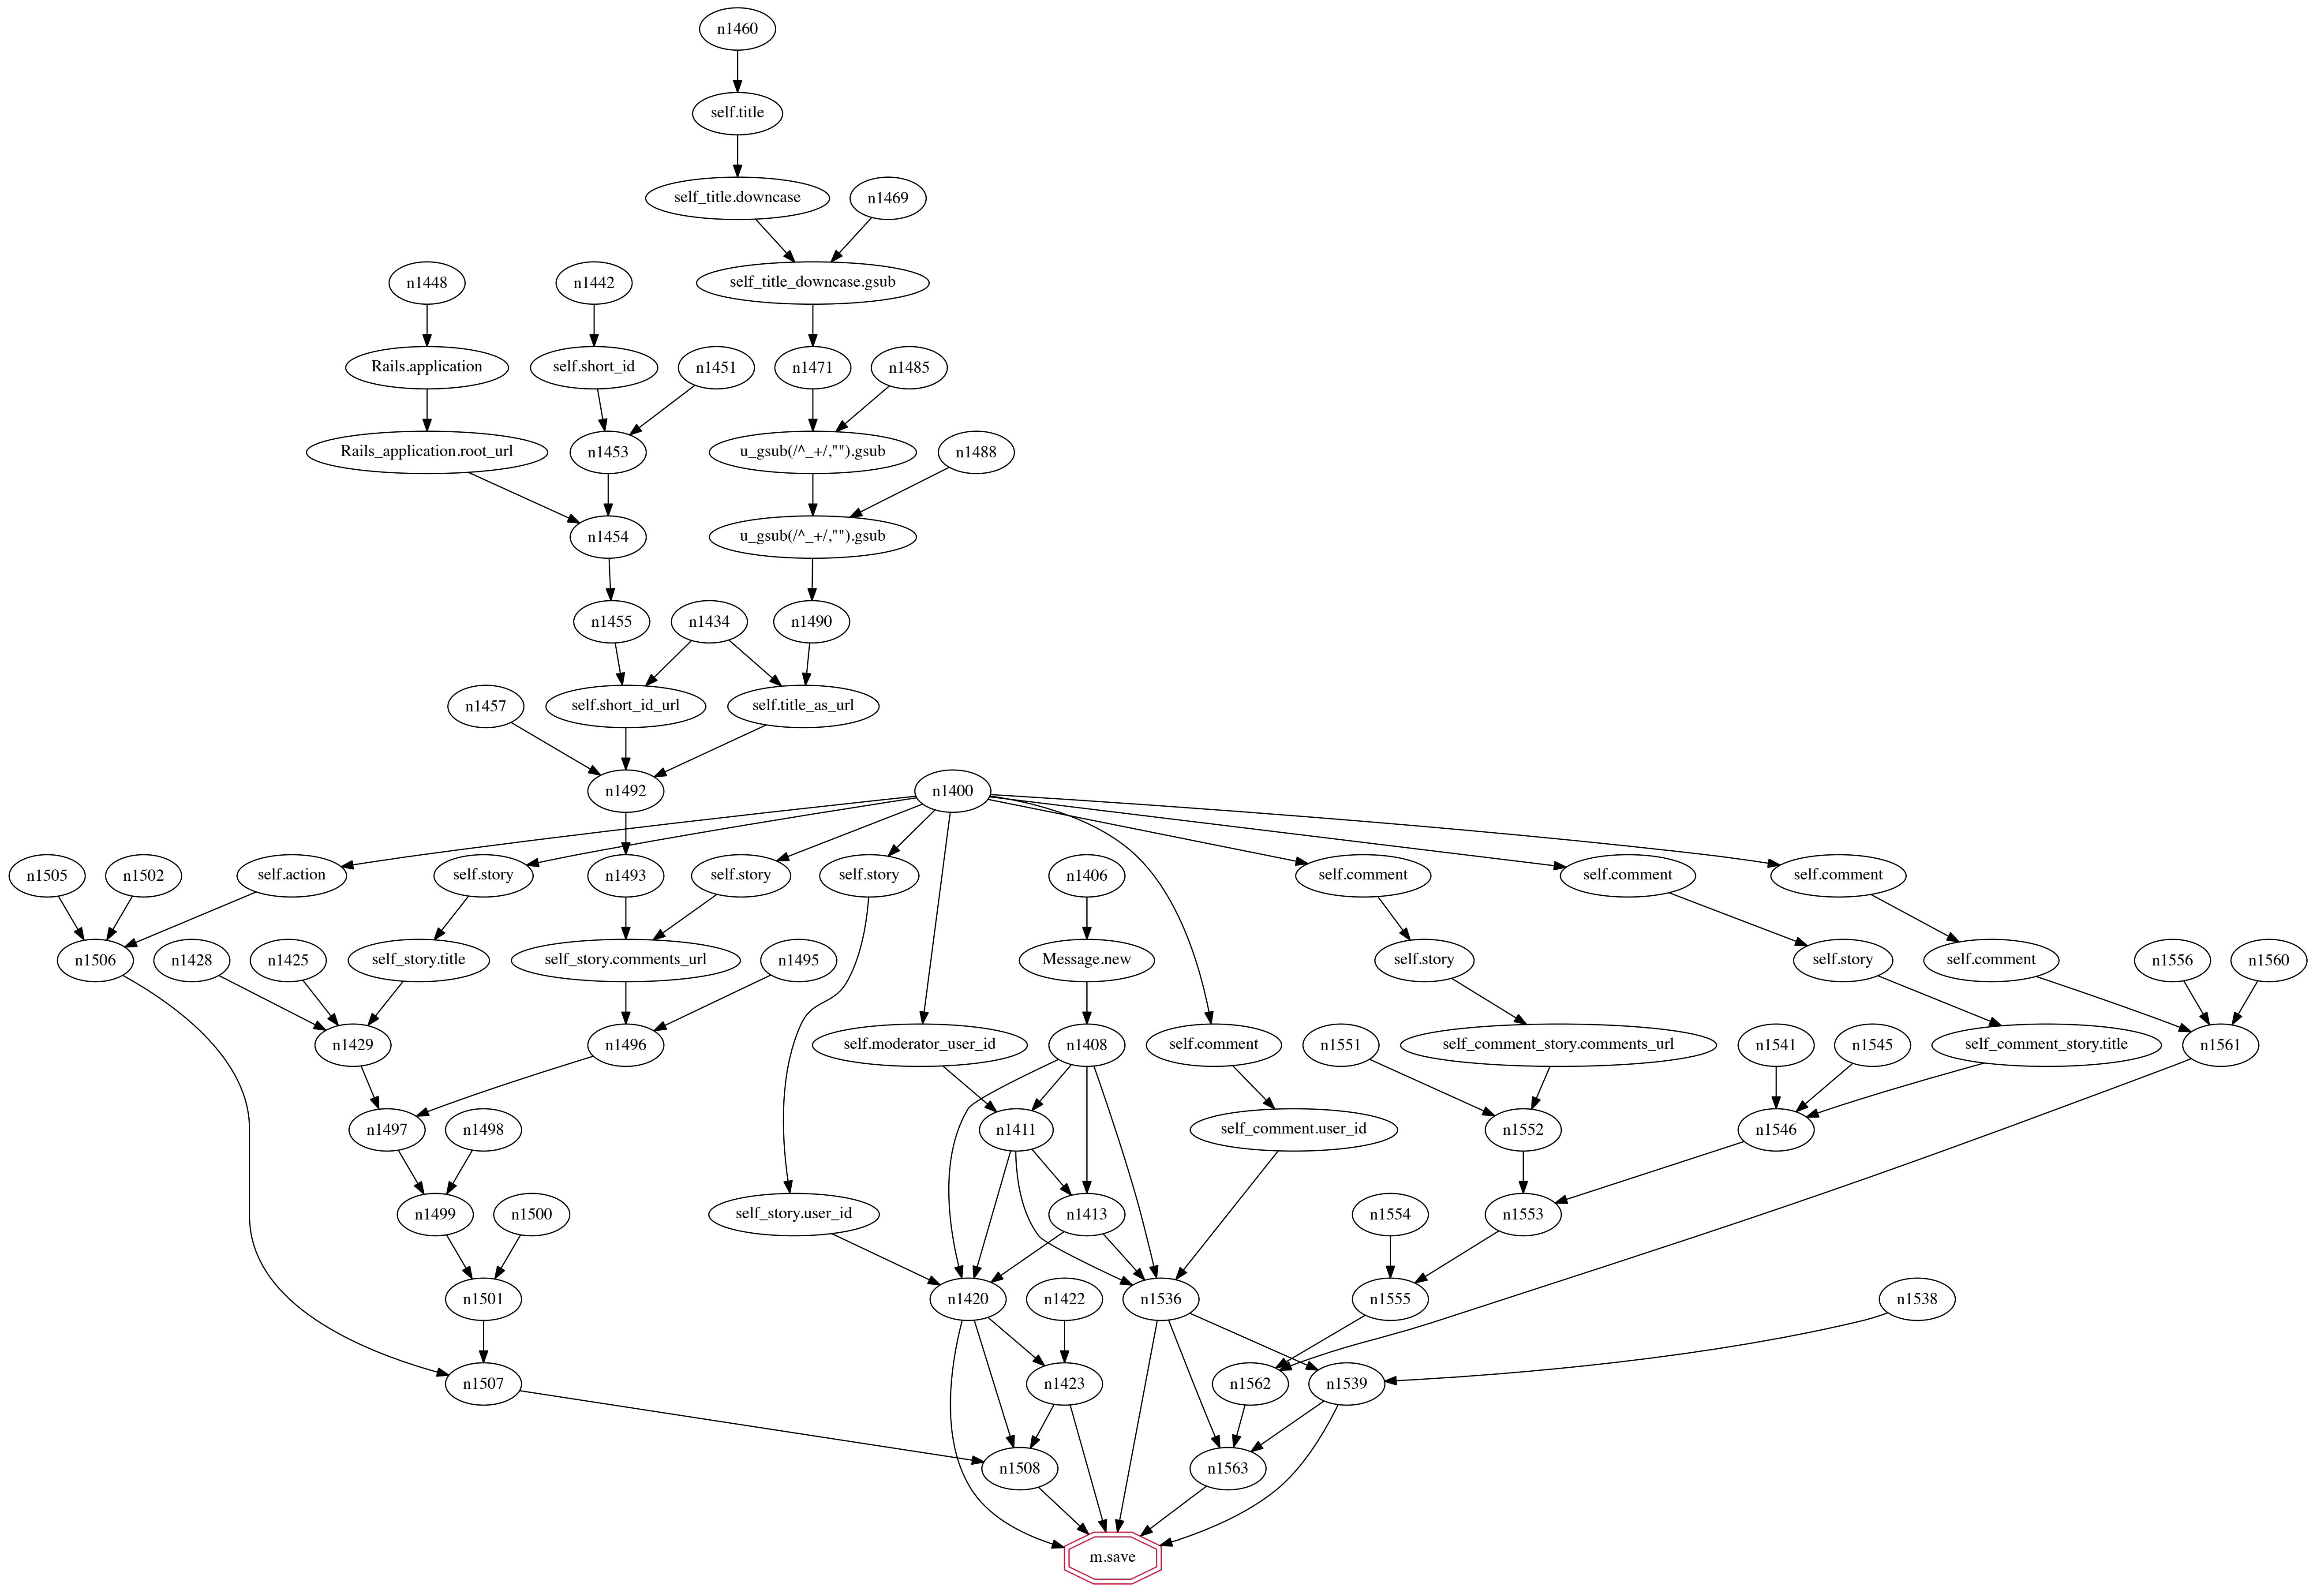 n1460
self.title
self_title.downcase
n1469
n1448
n1442
self_title_downcase.gsub
Rails.application
self.short_id
n1451
n1471
n1485
Rails_application.root_url
n1453
u_gsub(/^_+/,"").gsub
n1488
n1454
u_gsub(/^_+/,"").gsub
n1455
n1434
n1490
n1457
self.short_id_url
self.title_as_url
n1492
n1400
n1505
n1502
self.action
self.story
n1493
self.story
self.story
n1406
self.comment
self.comment
self.comment
n1506
n1428
n1425
self_story.title
self_story.comments_url
n1495
Message.new
self.story
self.story
self.comment
n1556
n1560
n1429
n1496
self.moderator_user_id
n1408
self.comment
n1551
self_comment_story.comments_url
n1541
n1545
self_comment_story.title
n1561
n1497
n1498
n1411
self_comment.user_id
n1552
n1546
n1499
n1500
self_story.user_id
n1413
n1554
n1553
n1501
n1420
n1422
n1536
n1555
n1538
n1507
n1423
n1562
n1539
n1508
n1563
m.save